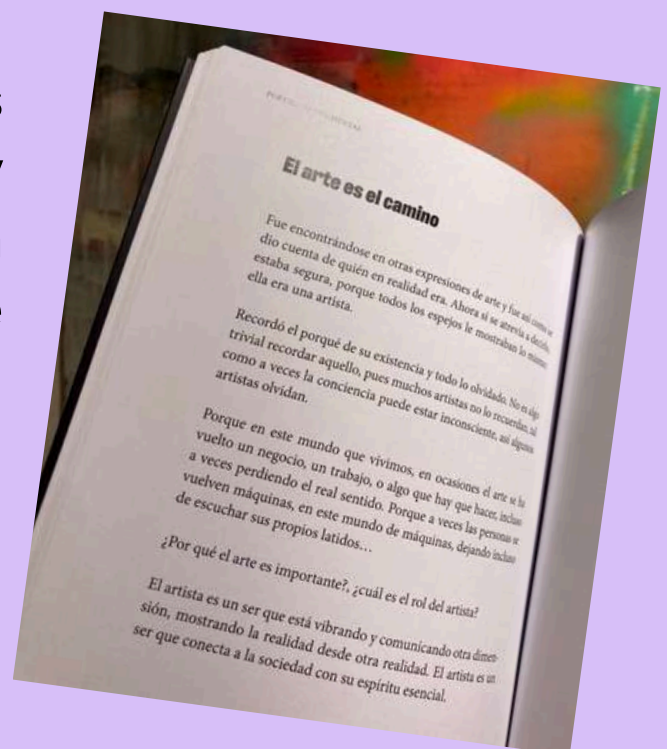 s
y
El arte es el camino
Fue encontrándose en otras expresiones de arte y fue así como se
dio cuenta de quién en realidad era. Ahora sí se atrevía a decirlo,
estaba segura, porque todos los espejos le mostraban lo mismo:
ella era una artista.
Recordó el porqué de su existencia y todo lo olvidado. No es algo
trivial recordar aquello, pues muchos artistas no lo recuerdan, tal
como a veces la conciencia puede estar inconsciente, así algunos
artistas olvidan.
Porque en este mundo que vivimos, en ocasiones el arte se ha
vuelto un negocio, un trabajo, o algo que hay que hacer, incluso
a veces perdiendo el real sentido. Porque a veces las personas se
vuelven máquinas, en este mundo de máquinas, dejando incluso
de escuchar sus propios latidos...
¿Por qué el arte es importante?, ¿cuál es el rol del artista?
El artista es un ser que está vibrando y comunicando otra dimen-
sión, mostrando la realidad desde otra realidad. El artista es un
ser que conecta a la sociedad con su espíritu esencial.